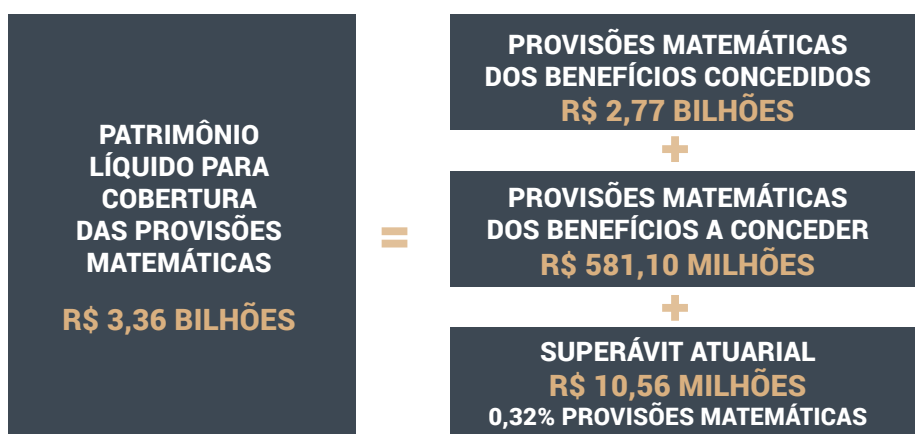 PATRIMÔNIO
LÍQUIDO PARA
COBERTURA
DAS PROVISÕES
MATEMÁTICAS
R$ 3,36 BILHÕES
=
PROVISÕES MATEMÁTICAS
DOS BENEFÍCIOS CONCEDIDOS
R$ 2,77 BILHÕES
+
PROVISÕES MATEMÁTICAS
DOS BENEFÍCIOS A CONCEDER
R$ 581,10 MILHÕES
+
SUPERÁVIT ATUARIAL
R$ 10,56 MILHÕES
0,32% PROVISÕES MATEMÁTICAS